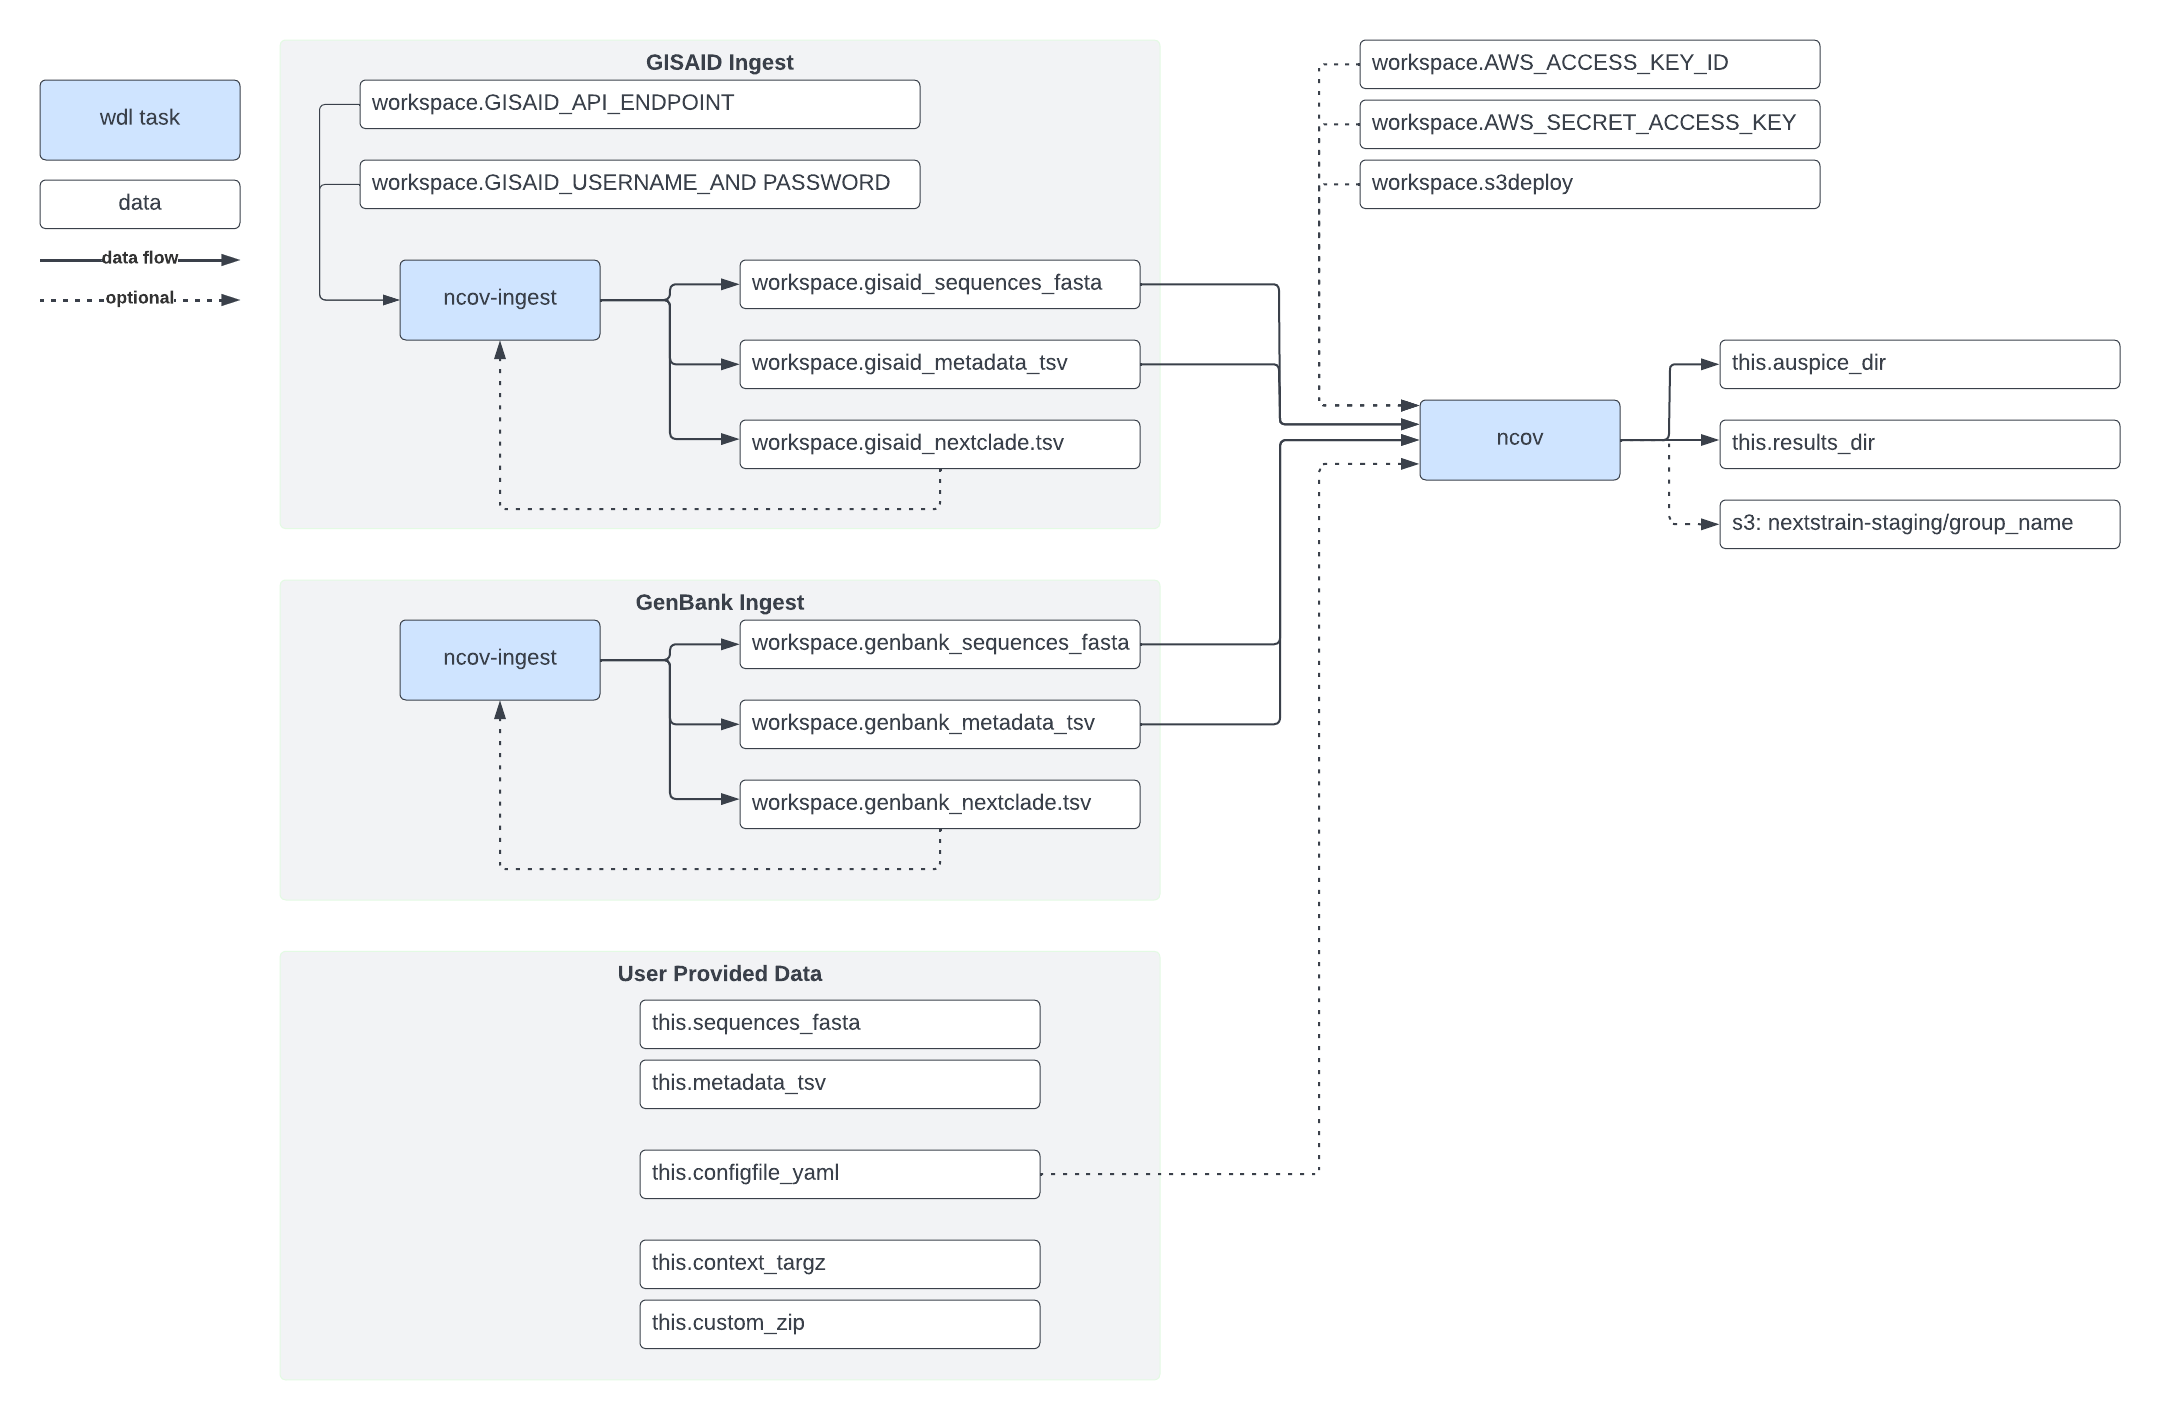 wdl task
data
data flow
optional
GISAID Ingest
workspace.GISAID_API_ENDPOINT
workspace.GISAID_USERNAME_AND PASSWORD
ncov-ingest
workspace.gisaid_sequences_fasta
workspace.gisaid_metadata_tsv
workspace.gisaid_nextclade.tsv
GenBank Ingest
ncov-ingest
workspace.genbank_sequences_fasta
workspace.genbank_metadata_tsv
workspace.genbank_nextclade.tsv
User Provided Data
this.sequences_fasta
this.metadata_tsv
this.configfile_yaml
this.context_targz
this.custom_zip
workspace.AWS_ACCESS_KEY_ID
workspace.AWS_SECRET_ACCESS_KEY
workspace.s3deploy
ncov
this.auspice_dir
this.results_dir
s3: nextstrain-staging/group_name